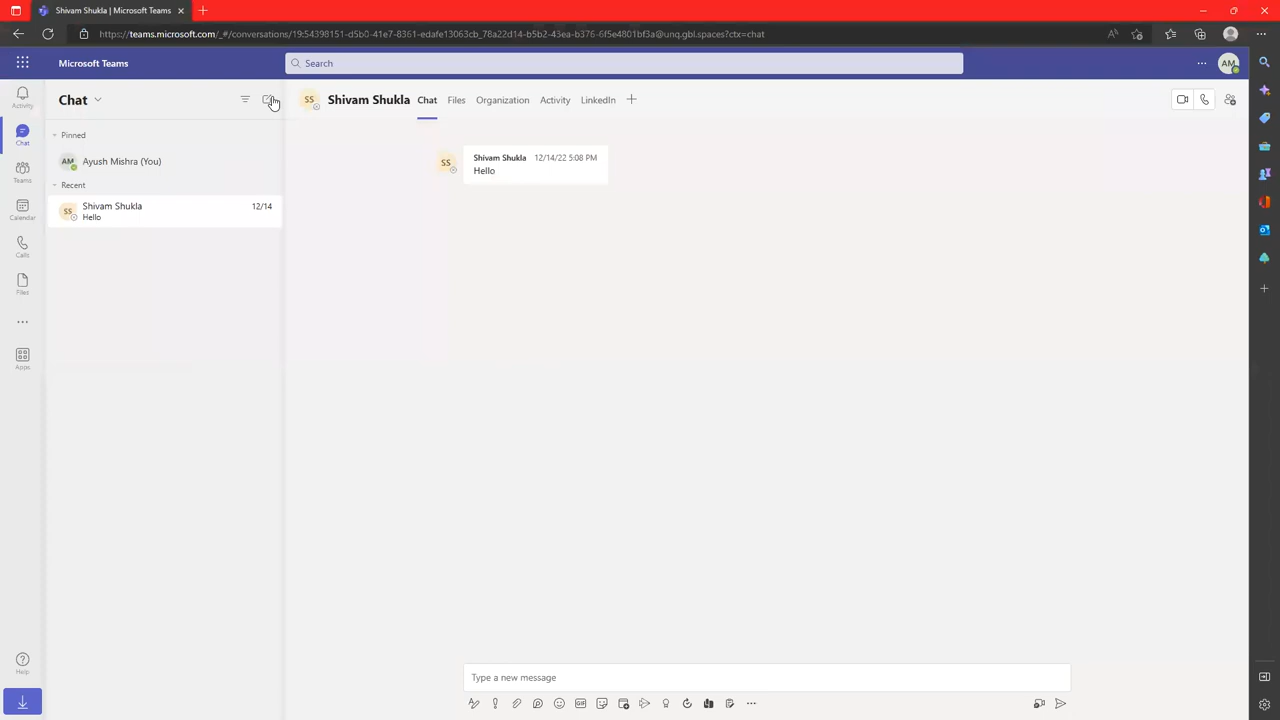 Shivam Shukla | Microsoft Teams
https://teams.microsoft.com/_#/conversations/19:54398151-d5b0-41e7-8361-edafe13063cb_78a22d14-b5b2-43ea-b376-6f5e4801bf3a@unq.gbl.spaces?ctx=chat
Microsoft Teams
Search
AM
Activity
Chat
Teams
Calendar
Calls
Files
Apps
Help
Chat
Pinned
AM Ayush Mishra (You)
Recent
SS Shivam Shukla 12/14
Hello
SS Shivam Shukla Chat Files Organization Activity LinkedIn
SS Shivam Shukla 12/14/22 5:08 PM
Hello
Type a new message
GIF